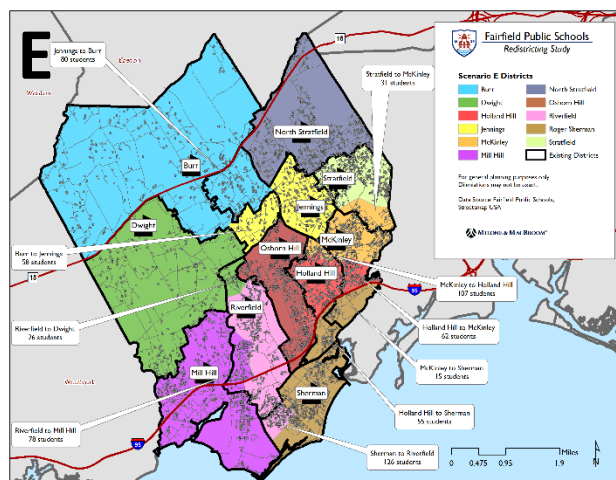 E
Jennings to Burr
80 students
Easton
15
Stratfield to McKinley
31 students
Fairfield Public Schools
Redistricting Study
Scenario E Districts
Burr
Dwight
Holland Hill
Jennings
McKinley
Mill Hill
North Stratfield
Osborn Hill
Riverfield
Roger Sherman
Stratfield
Existing Districts
For general planning purposes only
Delineations may not be exact.
Data Source: Fairfield Public Schools,
Streetmap USA
MILONE & MACBROOM
North Stratfield
Burr
Stratfield
Jennings
Dwight
McKinley
Osborn Hill
Holland Hill
Burr to Jennings
58 students
15
McKinley to Holland Hill
107 students
95
Riverfield
Riverfield to Dwight
26 students
Holland Hill to McKinley
62 students
Mill Hill
McKinley to Sherman
15 students
Sherman
Holland Hill to Sherman
55 students
Riverfield to Mill Hill
78 students
95
Sherman to Riverfield
126 students
Miles
0 0.475 0.95 1.9